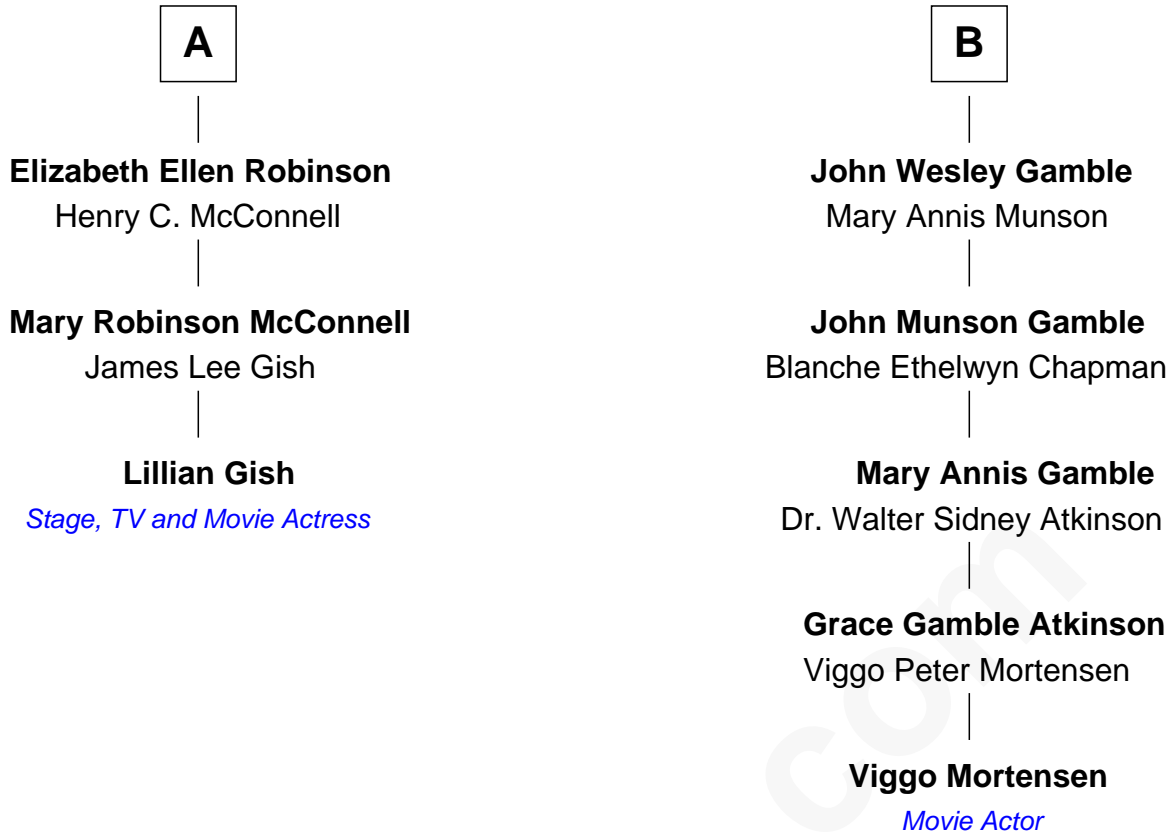 A
Elizabeth Ellen Robinson
Henry C. McConnell
Mary Robinson McConnell
James Lee Gish
Lillian Gish
Stage, TV and Movie Actress
B
John Wesley Gamble
Mary Annis Munson
John Munson Gamble
Blanche Ethelwyn Chapman
Mary Annis Gamble
Dr. Walter Sidney Atkinson
Grace Gamble Atkinson
Viggo Peter Mortensen
Viggo Mortensen
Movie Actor
com